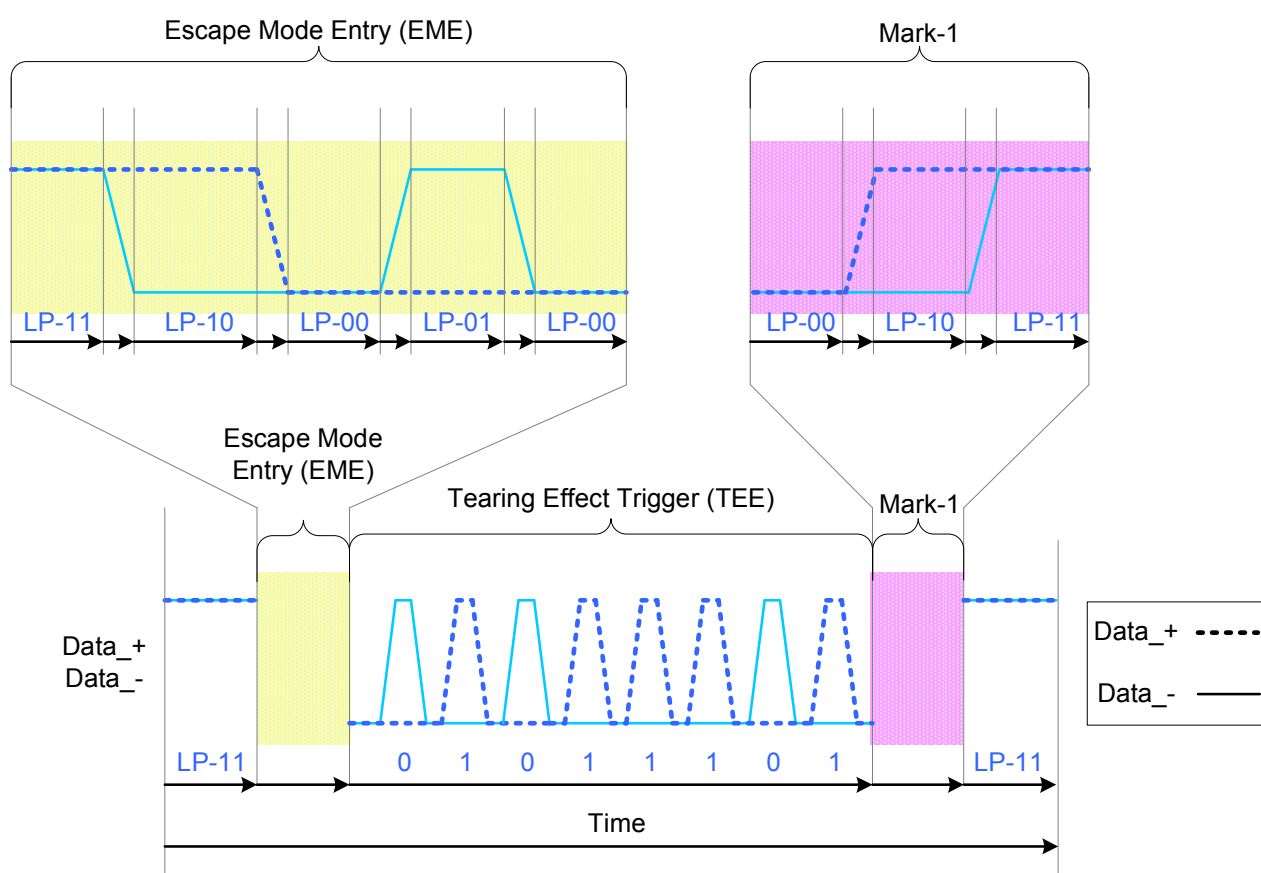 Escape Mode Entry (EME)
Mark-1
LP-11 LP-10 LP-00 LP-01 LP-00
LP-00 LP-10 LP-11
Escape Mode
Entry (EME)
Tearing Effect Trigger (TEE)
Mark-1
Data_+
Data_-
LP-11 0 1 0 1 1 1 0 1 LP-11
Time
Data_+
Data_-